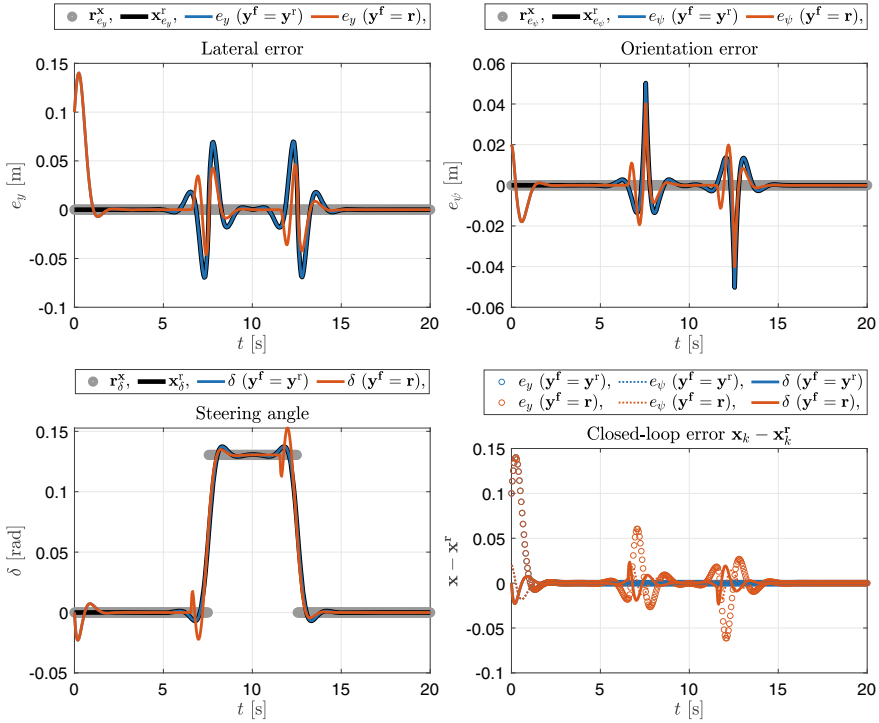 r^x_{e_y}, x^r_{e_y}, e_y (y^f = y^r), e_y (y^f = r),
Lateral error
0.15
0.1
0.05
0
-0.05
-0.1
e_y [m]
0 5 10 15 20
t [s]
r^x_{e_ψ}, x^r_{e_ψ}, e_ψ (y^f = y^r), e_ψ (y^f = r),
Orientation error
0.06
0.04
0.02
0
-0.02
-0.04
-0.06
e_ψ [m]
0 5 10 15 20
t [s]
r^x_δ, x^r_δ, δ (y^f = y^r), δ (y^f = r),
Steering angle
0.15
0.1
0.05
0
-0.05
δ [rad]
0 5 10 15 20
t [s]
e_y (y^f = y^r), e_ψ (y^f = y^r), δ (y^f = y^r)
e_y (y^f = r), e_ψ (y^f = r), δ (y^f = r),
Closed-loop error x_k − x^r_k
0.15
0.1
0.05
0
-0.05
-0.1
x − x^r
0 5 10 15 20
t [s]